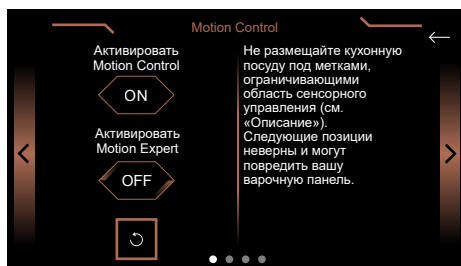 Motion Control
Активировать
Motion Control
ON
Активировать
Motion Expert
OFF
Не размещайте кухонную
посуду под метками,
ограничивающими
область сенсорного
управления (см.
«Описание»).
Следующие позиции
неверны и могут
повредить вашу
варочную панель.